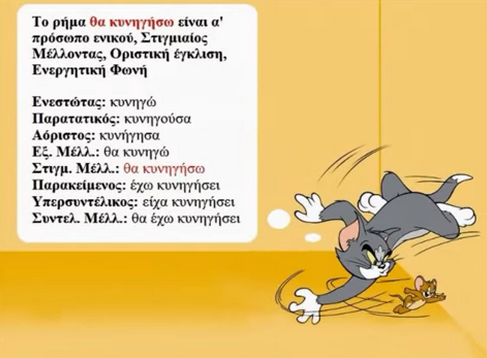 Το ρήμα θα κυνηγήσω είναι α'
πρόσωπο ενικού, Στιγμιαίος
Μέλλοντας, Οριστική έγκλιση,
Ενεργητική Φωνή
Ενεστώτας: κυνηγώ
Παρατατικός: κυνηγούσα
Αόριστος: κυνήγησα
Εξ. Μέλλ.: θα κυνηγώ
Στιγμ. Μέλλ.: θα κυνηγήσω
Παρακείμενος: έχω κυνηγήσει
Υπερσυντέλικος: είχα κυνηγήσει
Συντελ. Μέλλ.: θα έχω κυνηγήσει